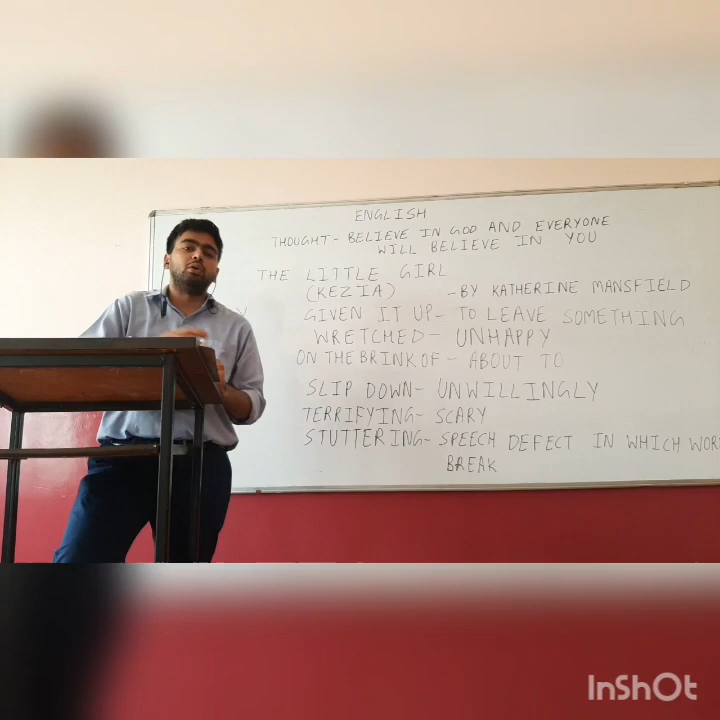 ENGLISH
THOUGHT- BELIEVE IN GOD AND EVERYONE
WILL BELIEVE IN YOU
THE LITTLE GIRL
(KEZIA) -BY KATHERINE MANSFIELD
GIVEN IT UP- TO LEAVE SOMETHING
WRETCHED- UNHAPPY
ON THE BRINK OF- ABOUT TO
SLIP DOWN- UNWILLINGLY
TERRIFYING- SCARY
STUTTERING- SPEECH DEFECT IN WHICH WOR
BREAK
InShOt